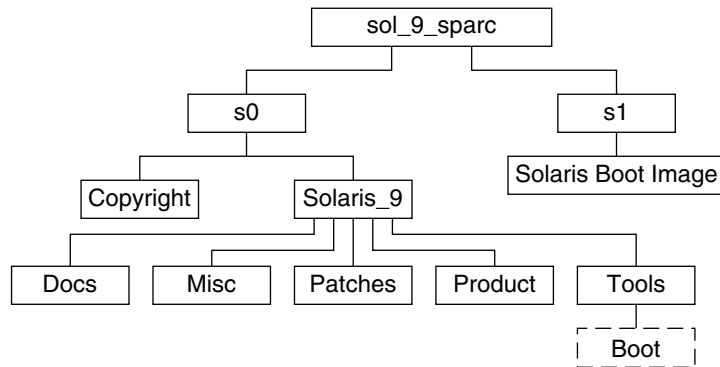 sol_9_sparc
s0
s1
Copyright
Solaris_9
Solaris Boot Image
Docs
Misc
Patches
Product
Tools
Boot